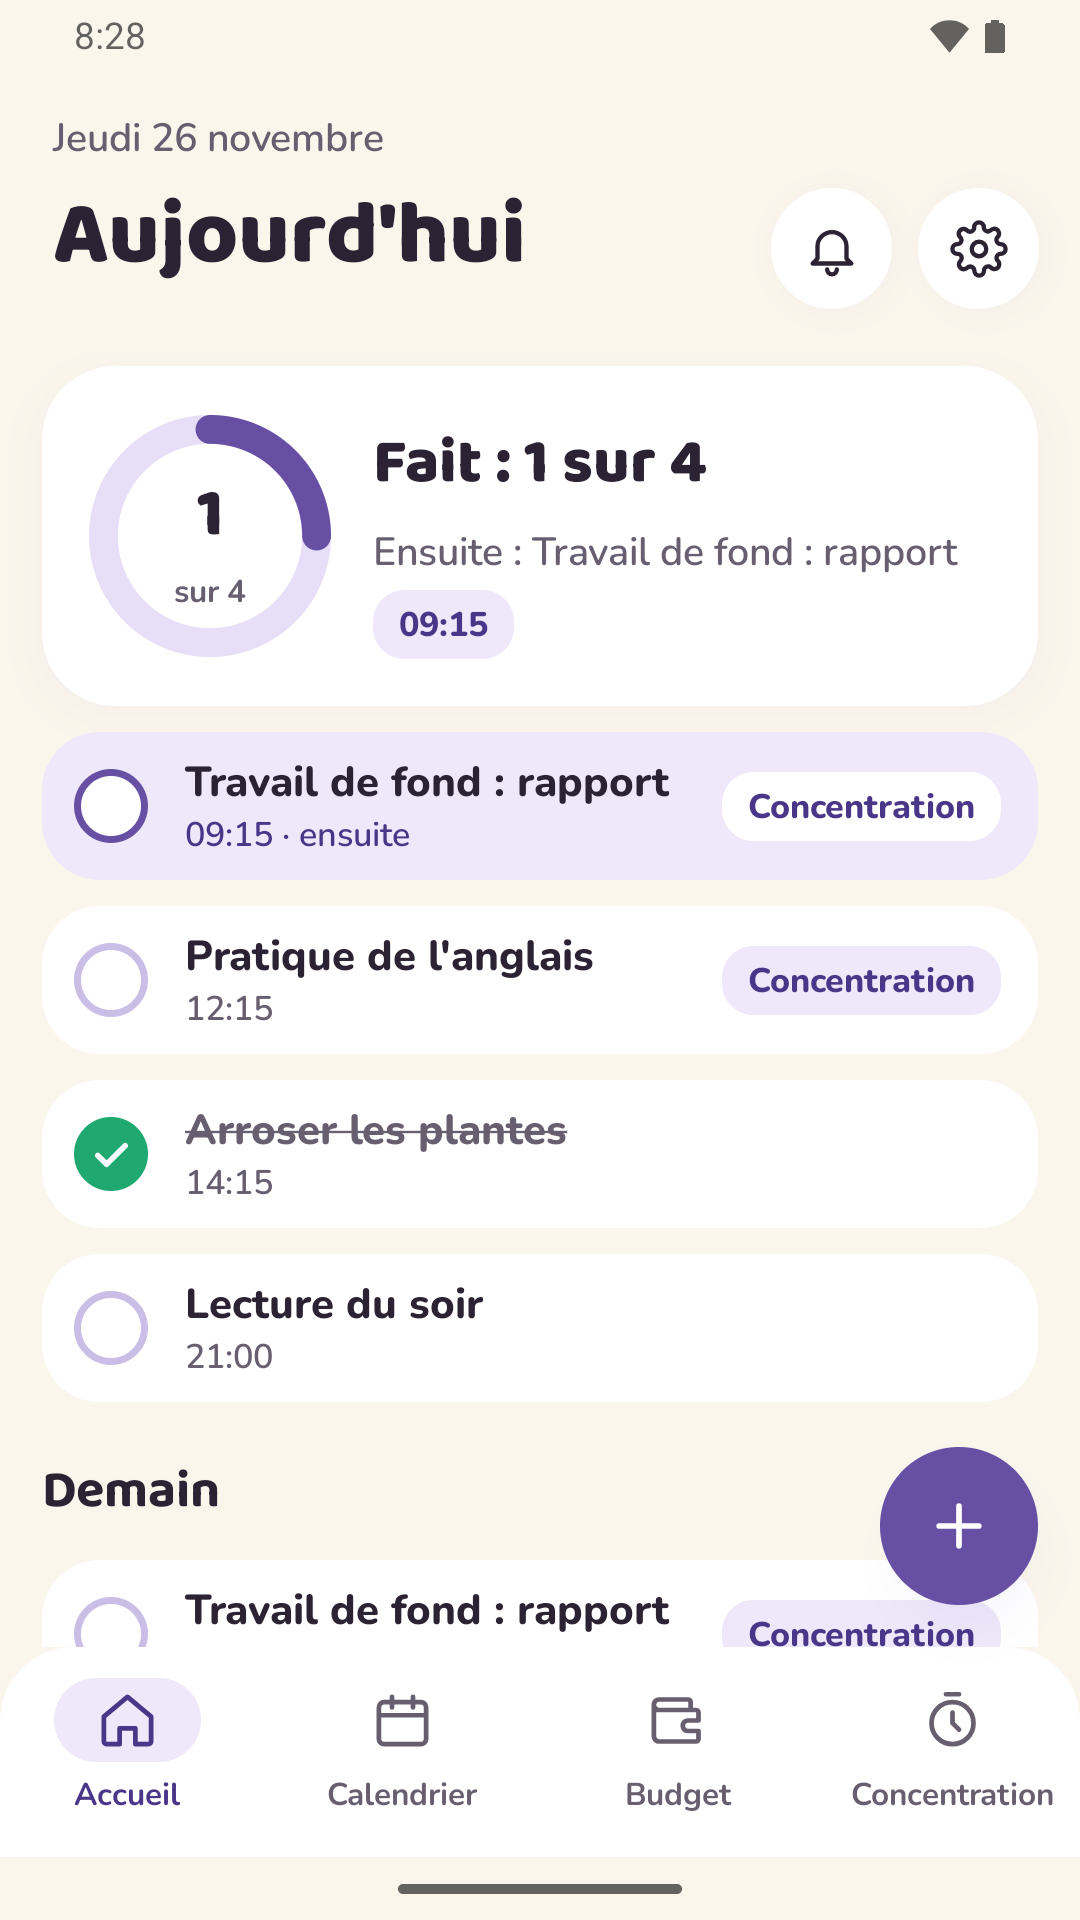 8:28
Jeudi 26 novembre
Aujourd'hui
1
sur 4
Fait : 1 sur 4
Ensuite : Travail de fond : rapport
09:15
Travail de fond : rapport
09:15 · ensuite
Concentration
Pratique de l'anglais
12:15
Concentration
Arroser les plantes
14:15
Lecture du soir
21:00
Demain
Travail de fond : rapport
Concentration
Accueil
Calendrier
Budget
Concentration